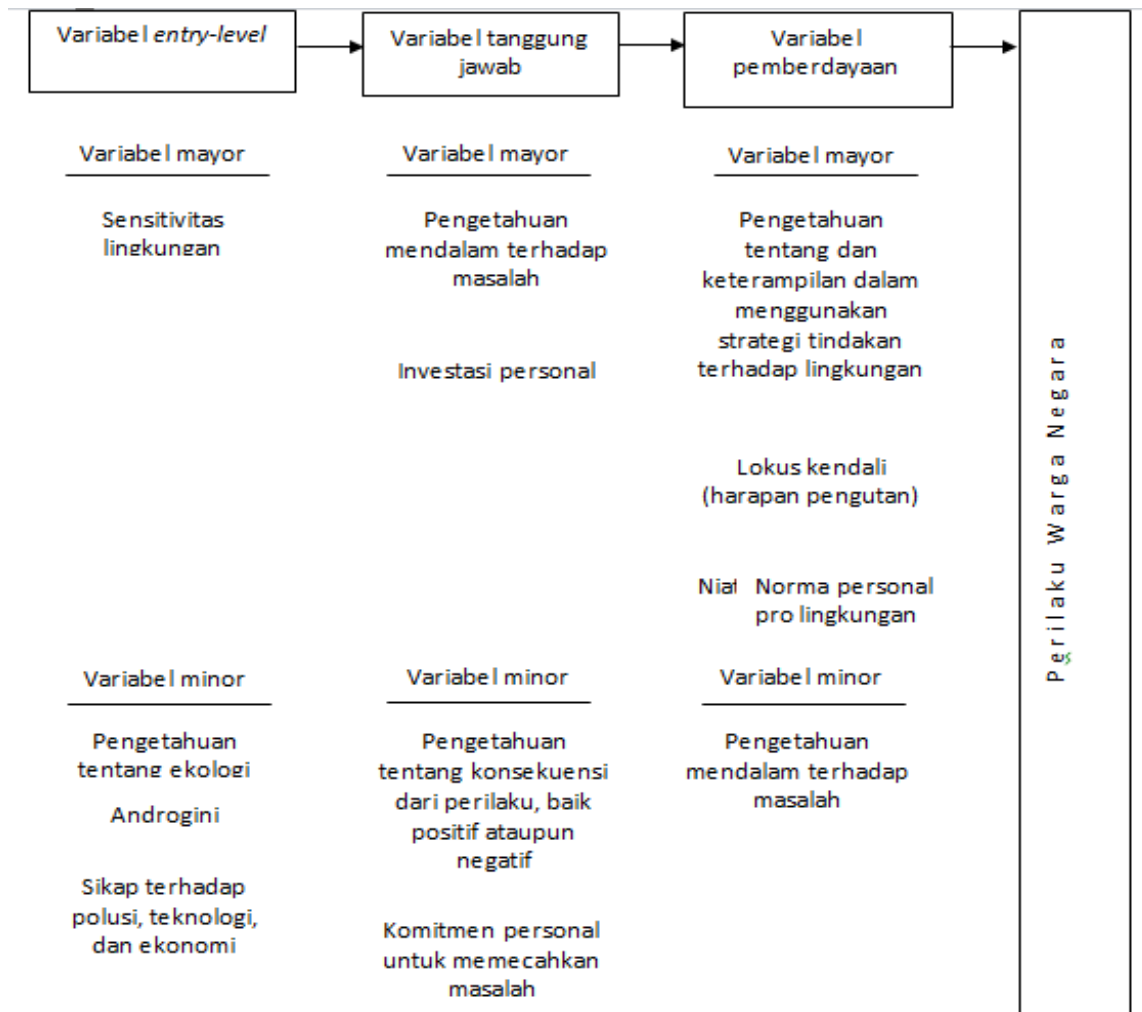 Variabel entry-level
Variabel tanggung
jawab
Variabel
pemberdayaan
Variabel mayor
Sensitivitas
lingkungan
Variabel mayor
Pengetahuan
mendalam terhadap
masalah
Investasi personal
Variabel mayor
Pengetahuan
tentang dan
keterampilan dalam
menggunakan
strategi tindakan
terhadap lingkungan
Lokus kendali
(harapan pengutan)
Niat Norma personal
pro lingkungan
Variabel minor
Pengetahuan
tentang ekologi
Androgini
Sikap terhadap
polusi, teknologi,
dan ekonomi
Variabel minor
Pengetahuan
tentang konsekuensi
dari perilaku, baik
positif ataupun
negatif
Komitmen personal
untuk memecahkan
masalah
Variabel minor
Pengetahuan
mendalam terhadap
masalah
Perilaku Warga Negara